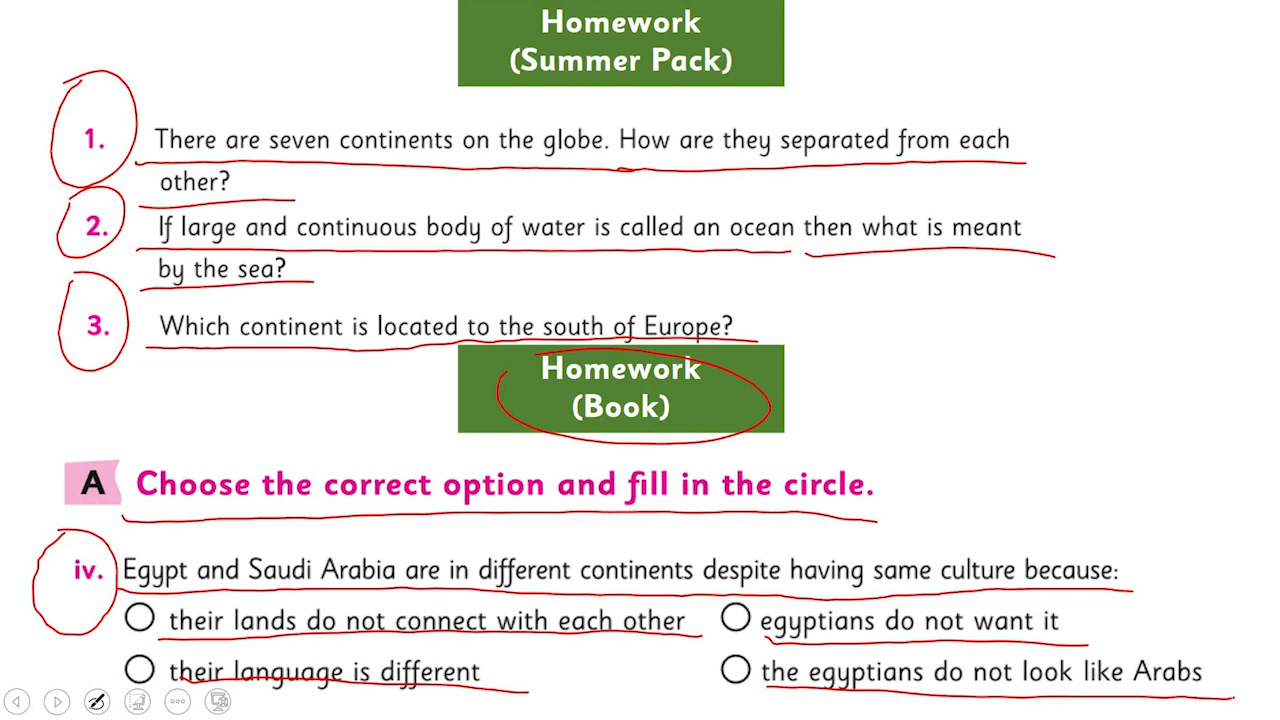 Homework
(Summer Pack)
1. There are seven continents on the globe. How are they separated from each
other?
2. If large and continuous body of water is called an ocean then what is meant
by the sea?
3. Which continent is located to the south of Europe?
Homework
(Book)
A Choose the correct option and fill in the circle.
iv. Egypt and Saudi Arabia are in different continents despite having same culture because:
their lands do not connect with each other egyptians do not want it
their language is different the egyptians do not look like Arabs